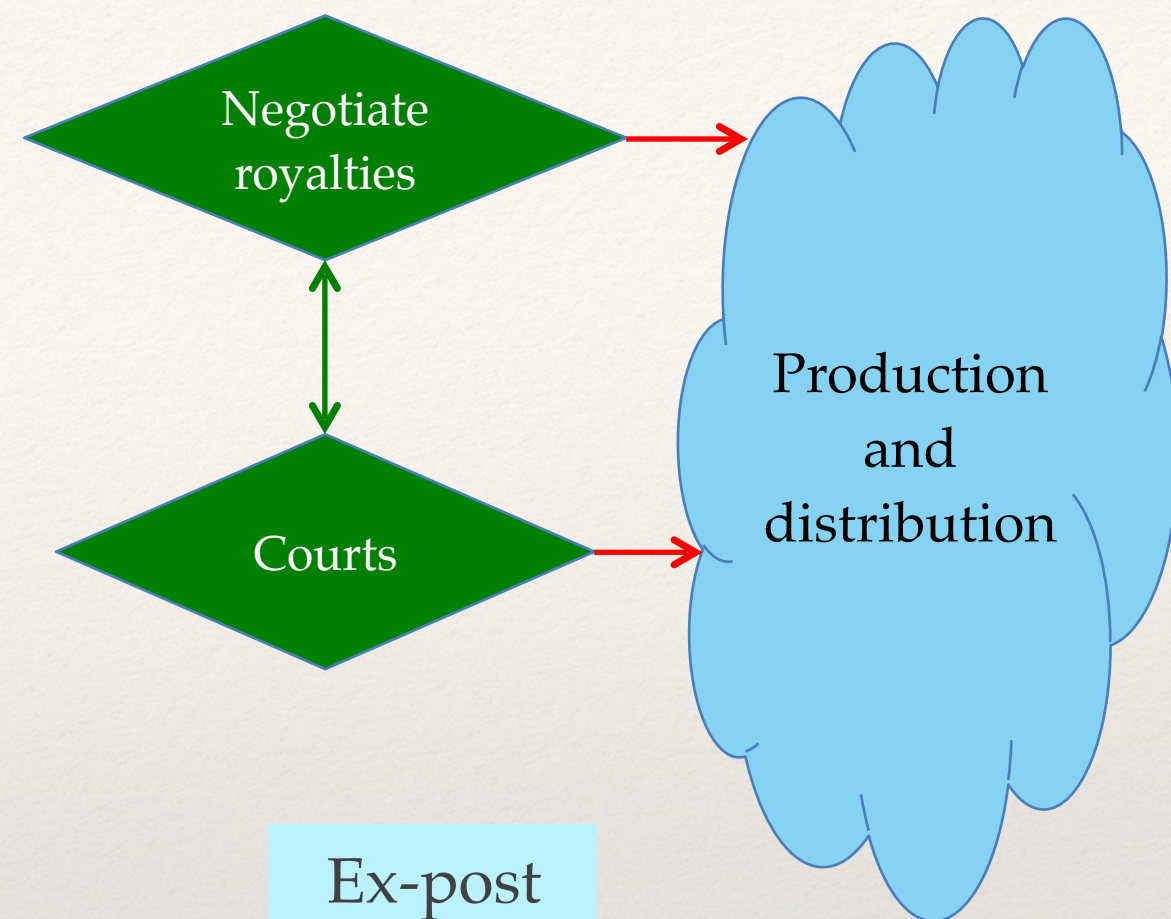 Negotiate
royalties
Production
and
distribution
Courts
Ex-post